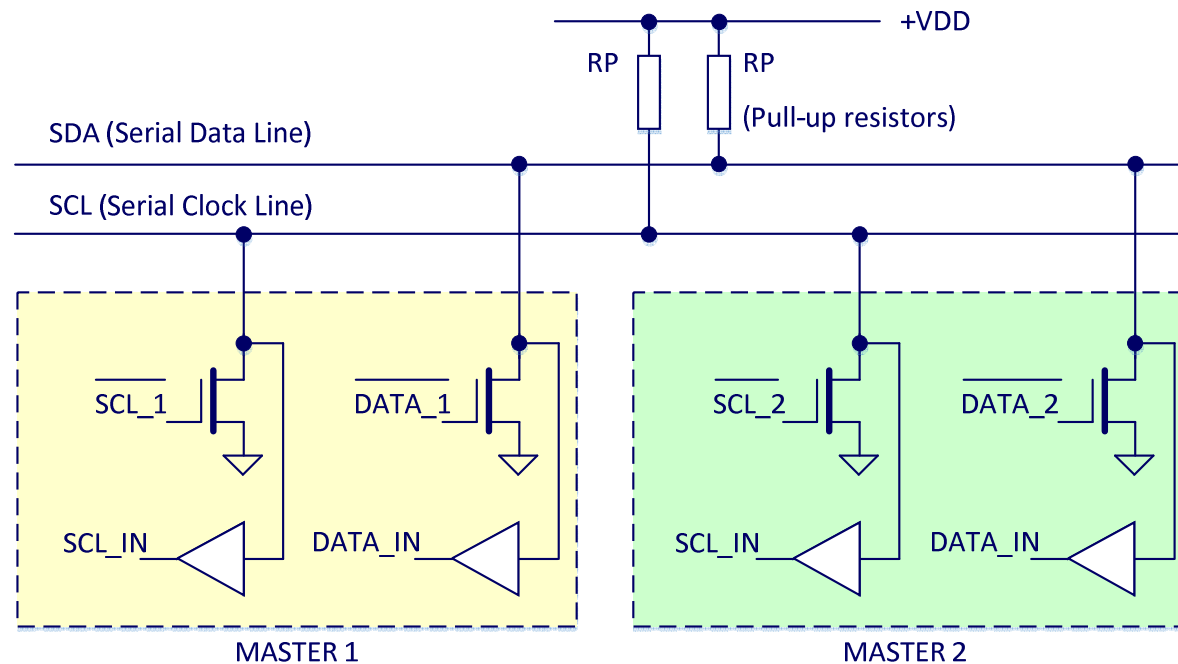 +VDD
RP
RP
(Pull-up resistors)
SDA (Serial Data Line)
SCL (Serial Clock Line)
SCL_1
DATA_1
SCL_2
DATA_2
SCL_IN
DATA_IN
SCL_IN
DATA_IN
MASTER 1
MASTER 2